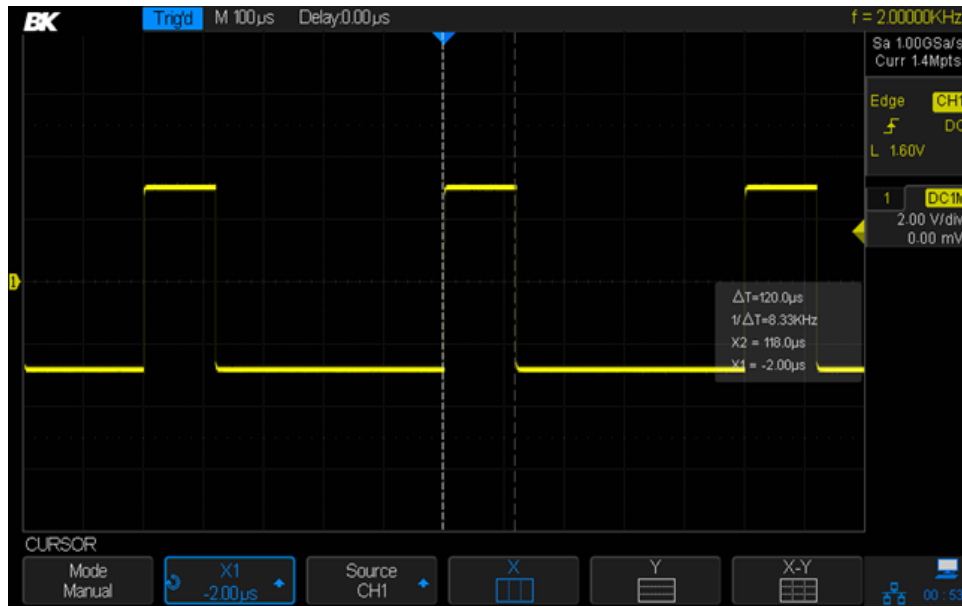 BK Trig'd M 100µs Delay:0.00µs f = 2.00000KHz
Sa 1.00GSa/s
Curr 1.4Mpts
Edge CH1
DC
L 1.60V
1 DC1M
2.00 V/div
0.00 mV
1
△T=120.0µs
1/△T=8.33KHz
X2 = 118.0µs
X1 = -2.00µs
CURSOR
Mode X1 Source X Y X-Y
Manual -2.00µs CH1
00:53